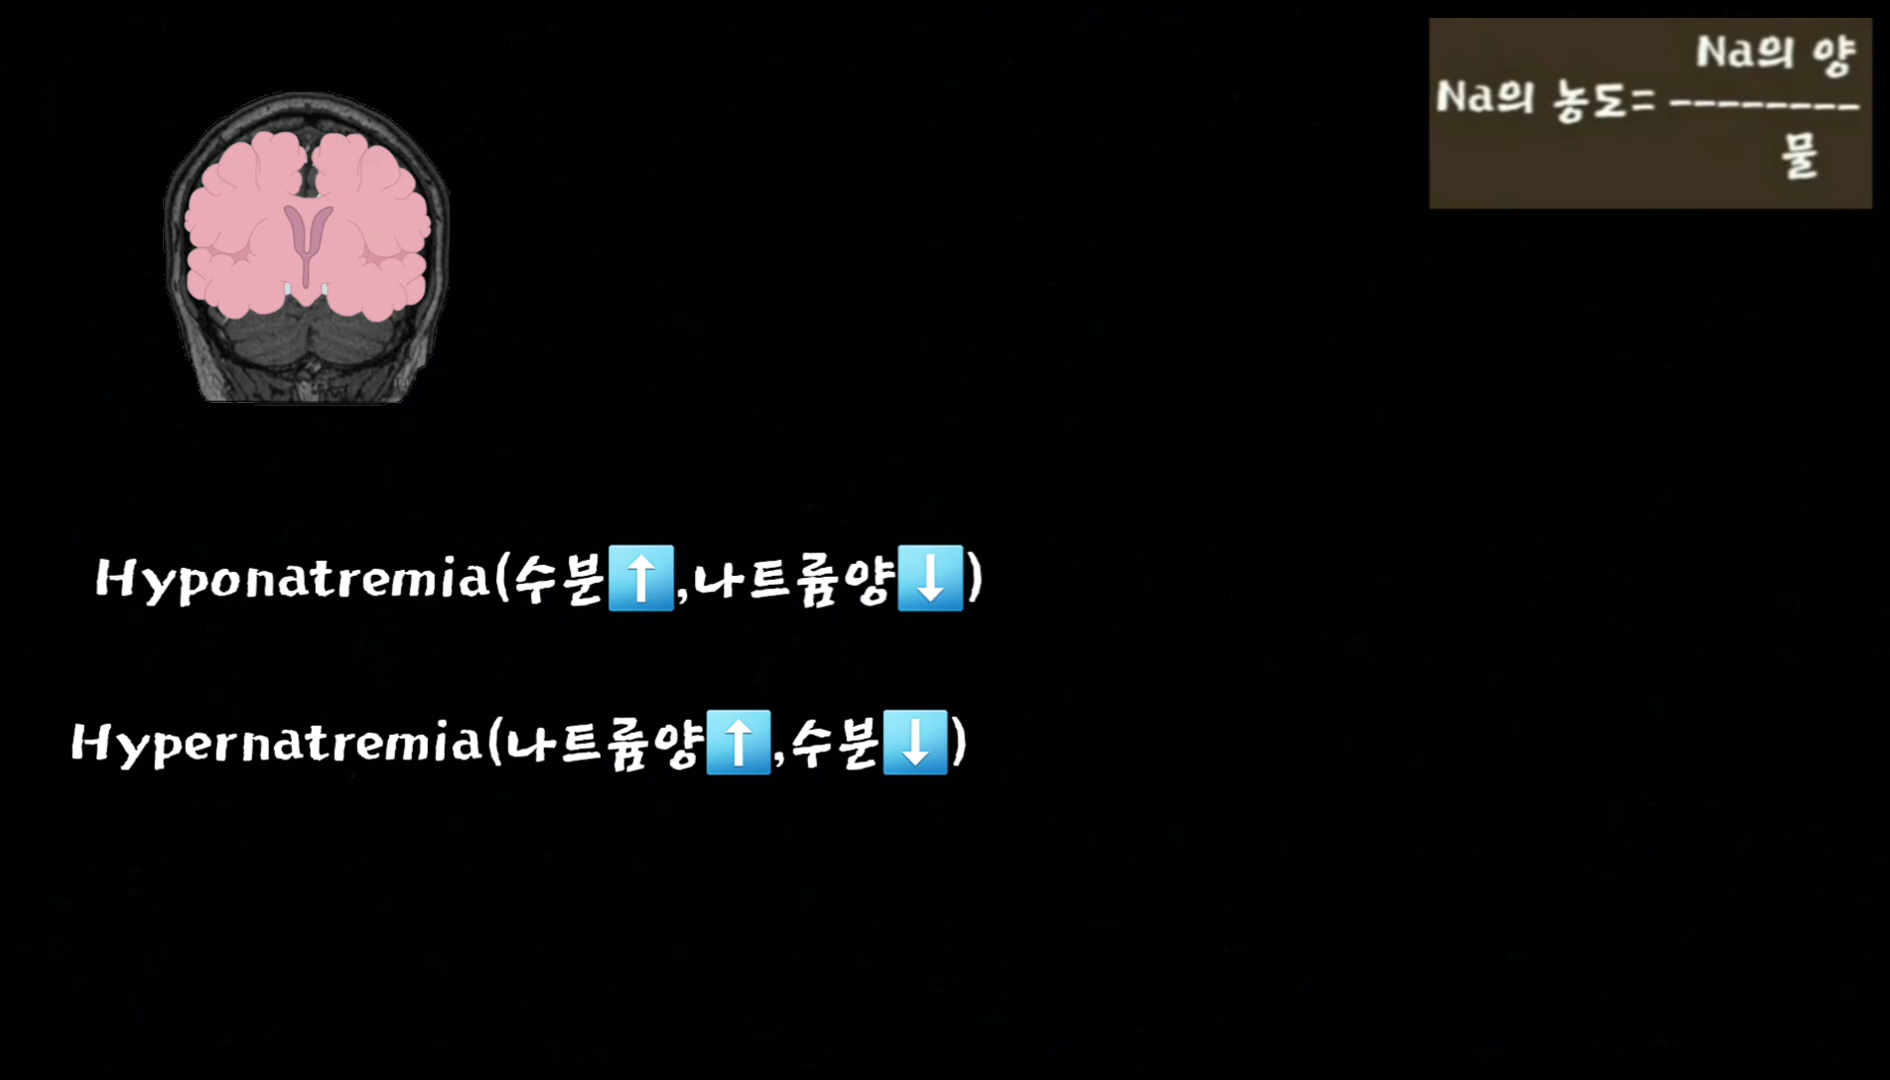 Na의 양
Na의 농도= --------
물
Hyponatremia(수분⬆️,나트륨양⬇️)
Hypernatremia(나트륨양⬆️,수분⬇️)